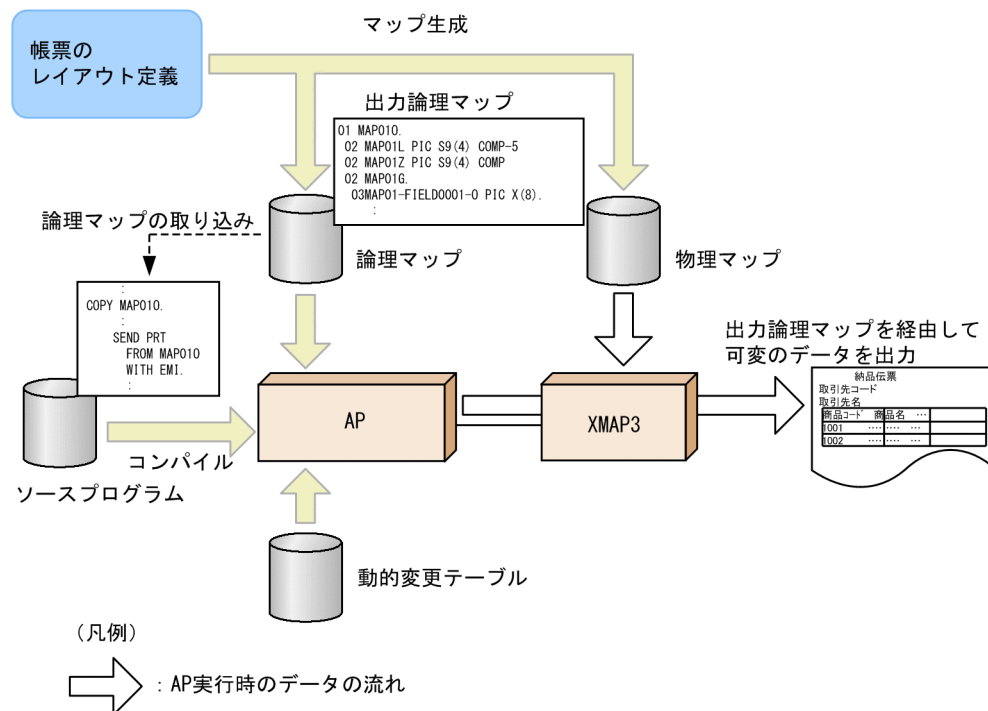 マップ生成
帳票の
レイアウト定義
出力論理マップ
01 MAP010.
02 MAP01L PIC S9(4) COMP-5
02 MAP01Z PIC S9(4) COMP
02 MAP01G.
03MAP01-FIELD0001-O PIC X(8).
:
論理マップの取り込み
論理マップ
物理マップ
:
COPY MAP010.
:
SEND PRT
FROM MAP010
WITH EMI.
:
出力論理マップを経由して
可変のデータを出力
納品伝票
取引先コード
取引先名
商品コード 商品名 …
1001 ‥‥ ‥‥ …
1002 ‥‥ ‥‥ …
AP
XMAP3
コンパイル
ソースプログラム
動的変更テーブル
(凡例)
: AP実行時のデータの流れ